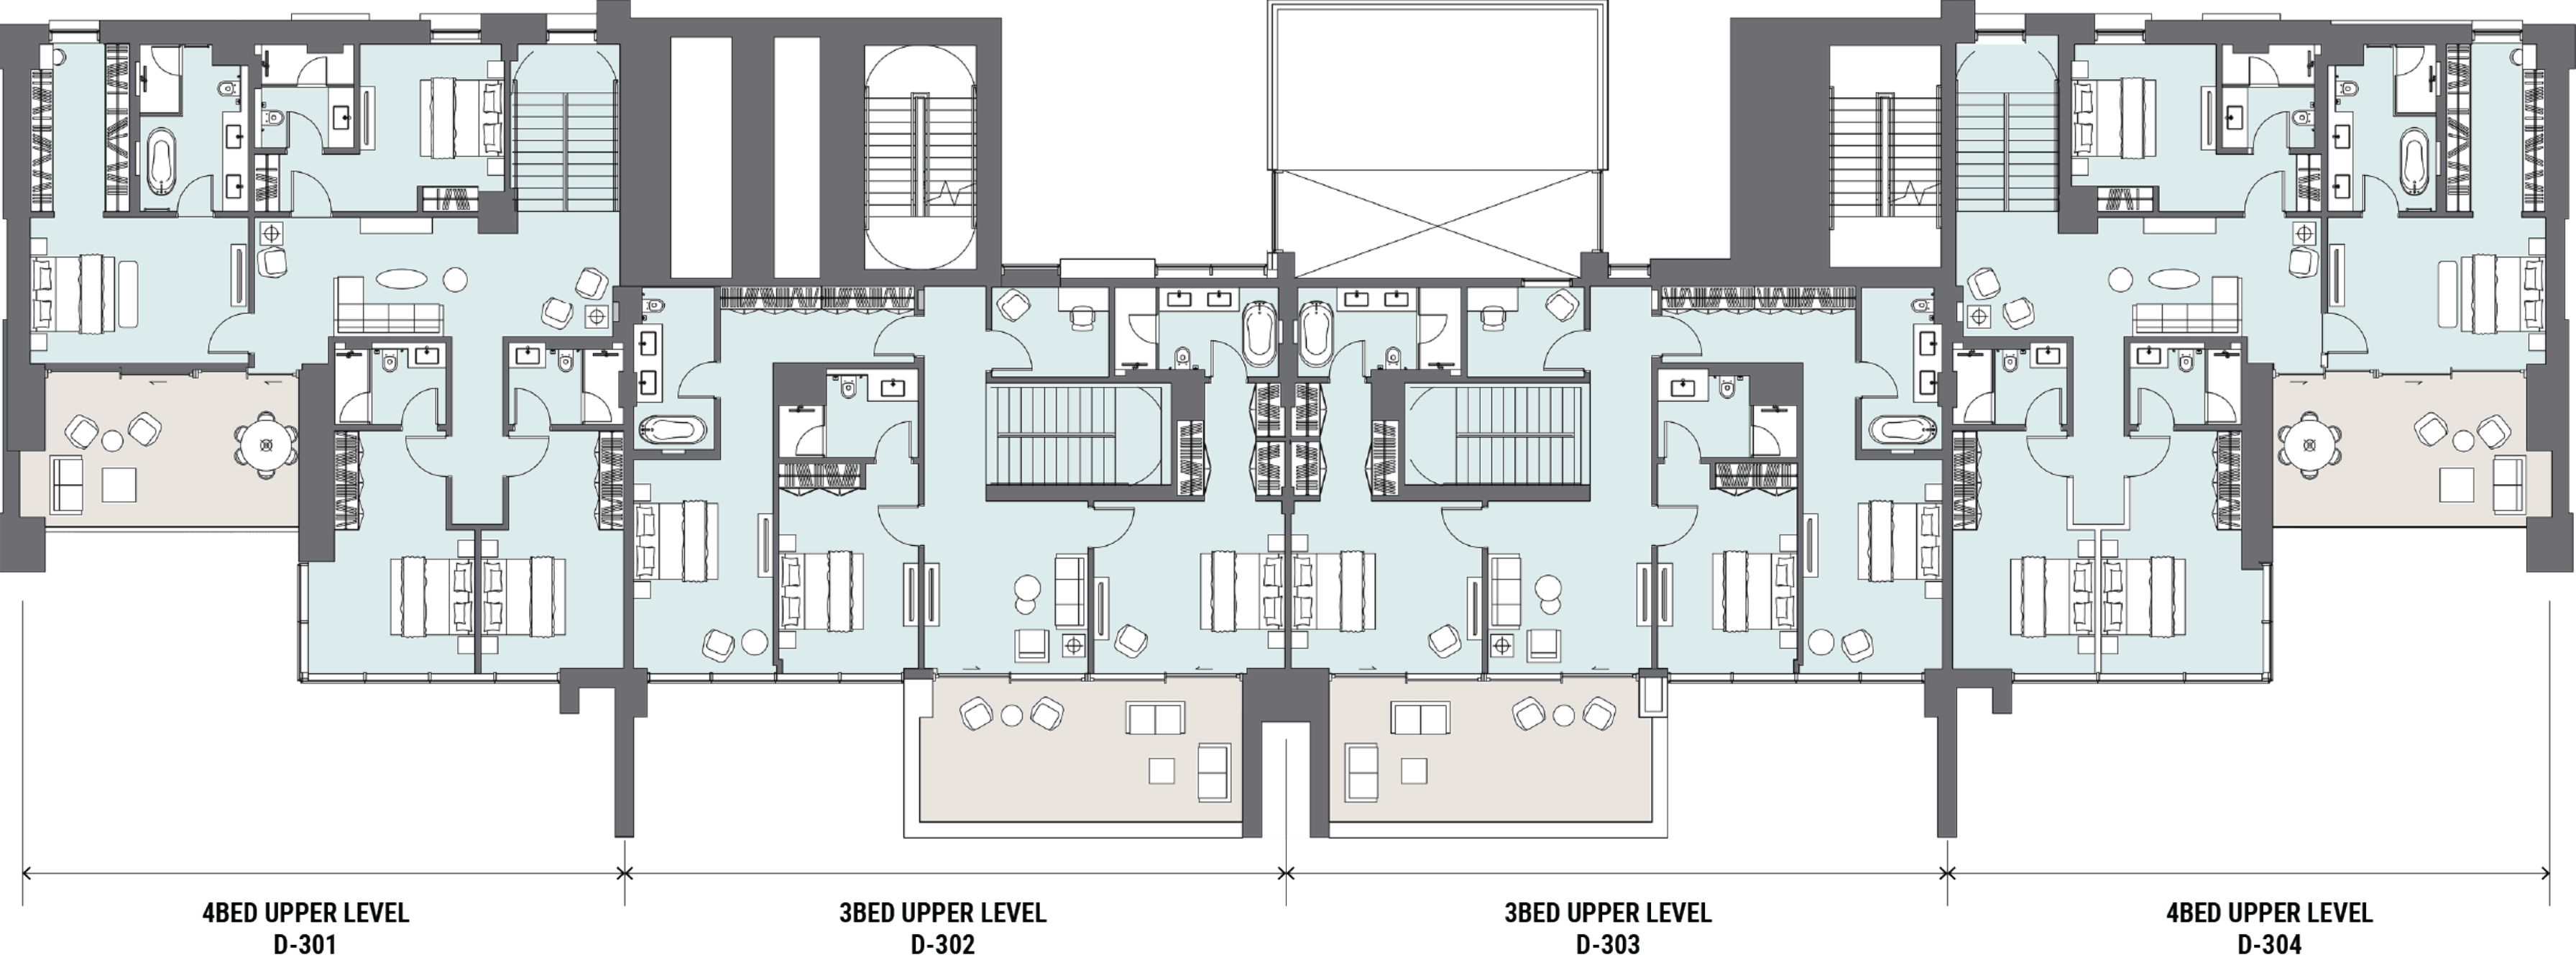 4BED UPPER LEVEL
D-301
3BED UPPER LEVEL
D-302
3BED UPPER LEVEL
D-303
4BED UPPER LEVEL
D-304